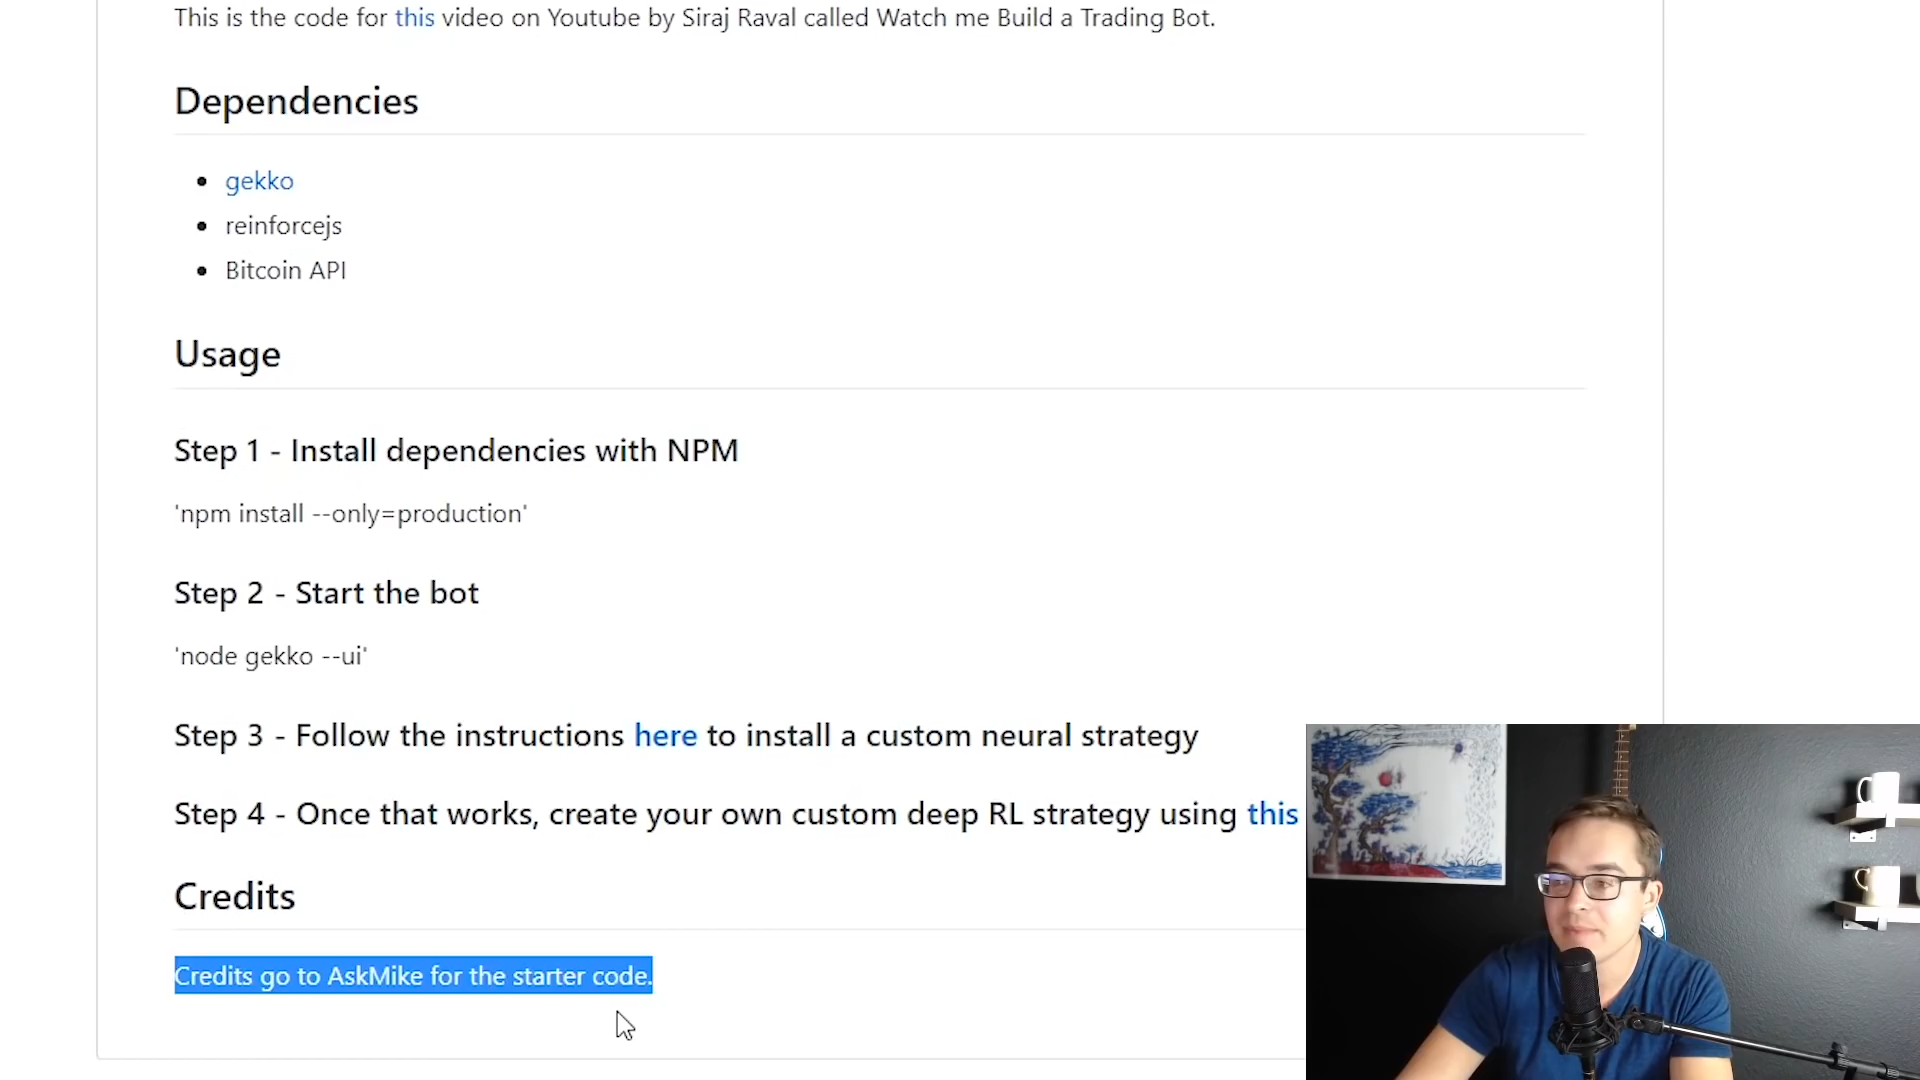 This is the code for this video on Youtube by Siraj Raval called Watch me Build a Trading Bot.
Dependencies
gekko
reinforcejs
Bitcoin API
Usage
Step 1 - Install dependencies with NPM
'npm install --only=production'
Step 2 - Start the bot
'node gekko --ui'
Step 3 - Follow the instructions here to install a custom neural strategy
Step 4 - Once that works, create your own custom deep RL strategy using this
Credits
Credits go to AskMike for the starter code.